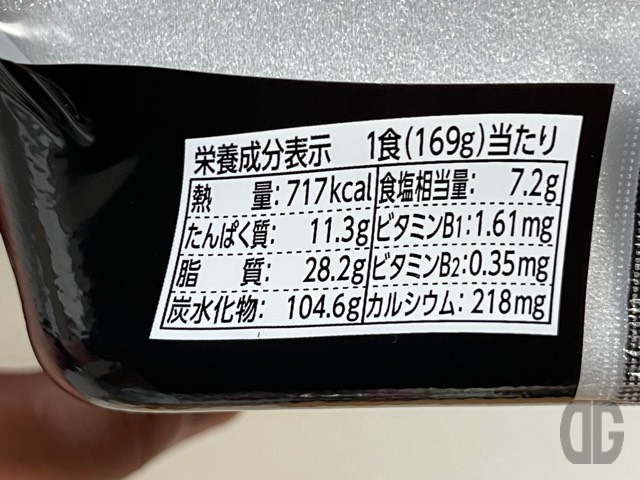 栄養成分表示 1食(169g)当たり
熱 量:717kcal 食塩相当量: 7.2g
たんぱく質: 11.3g ビタミンB1:1.61mg
脂 質: 28.2g ビタミンB2:0.35mg
炭水化物: 104.6g カルシウム:218mg
DG